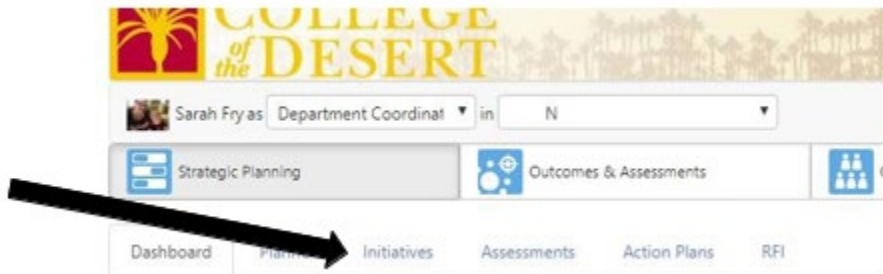 COLLEGE
of the DESERT
Sarah Fry as Department Coordinat in N
Strategic Planning Outcomes & Assessments
Dashboard Initiatives Assessments Action Plans RFI